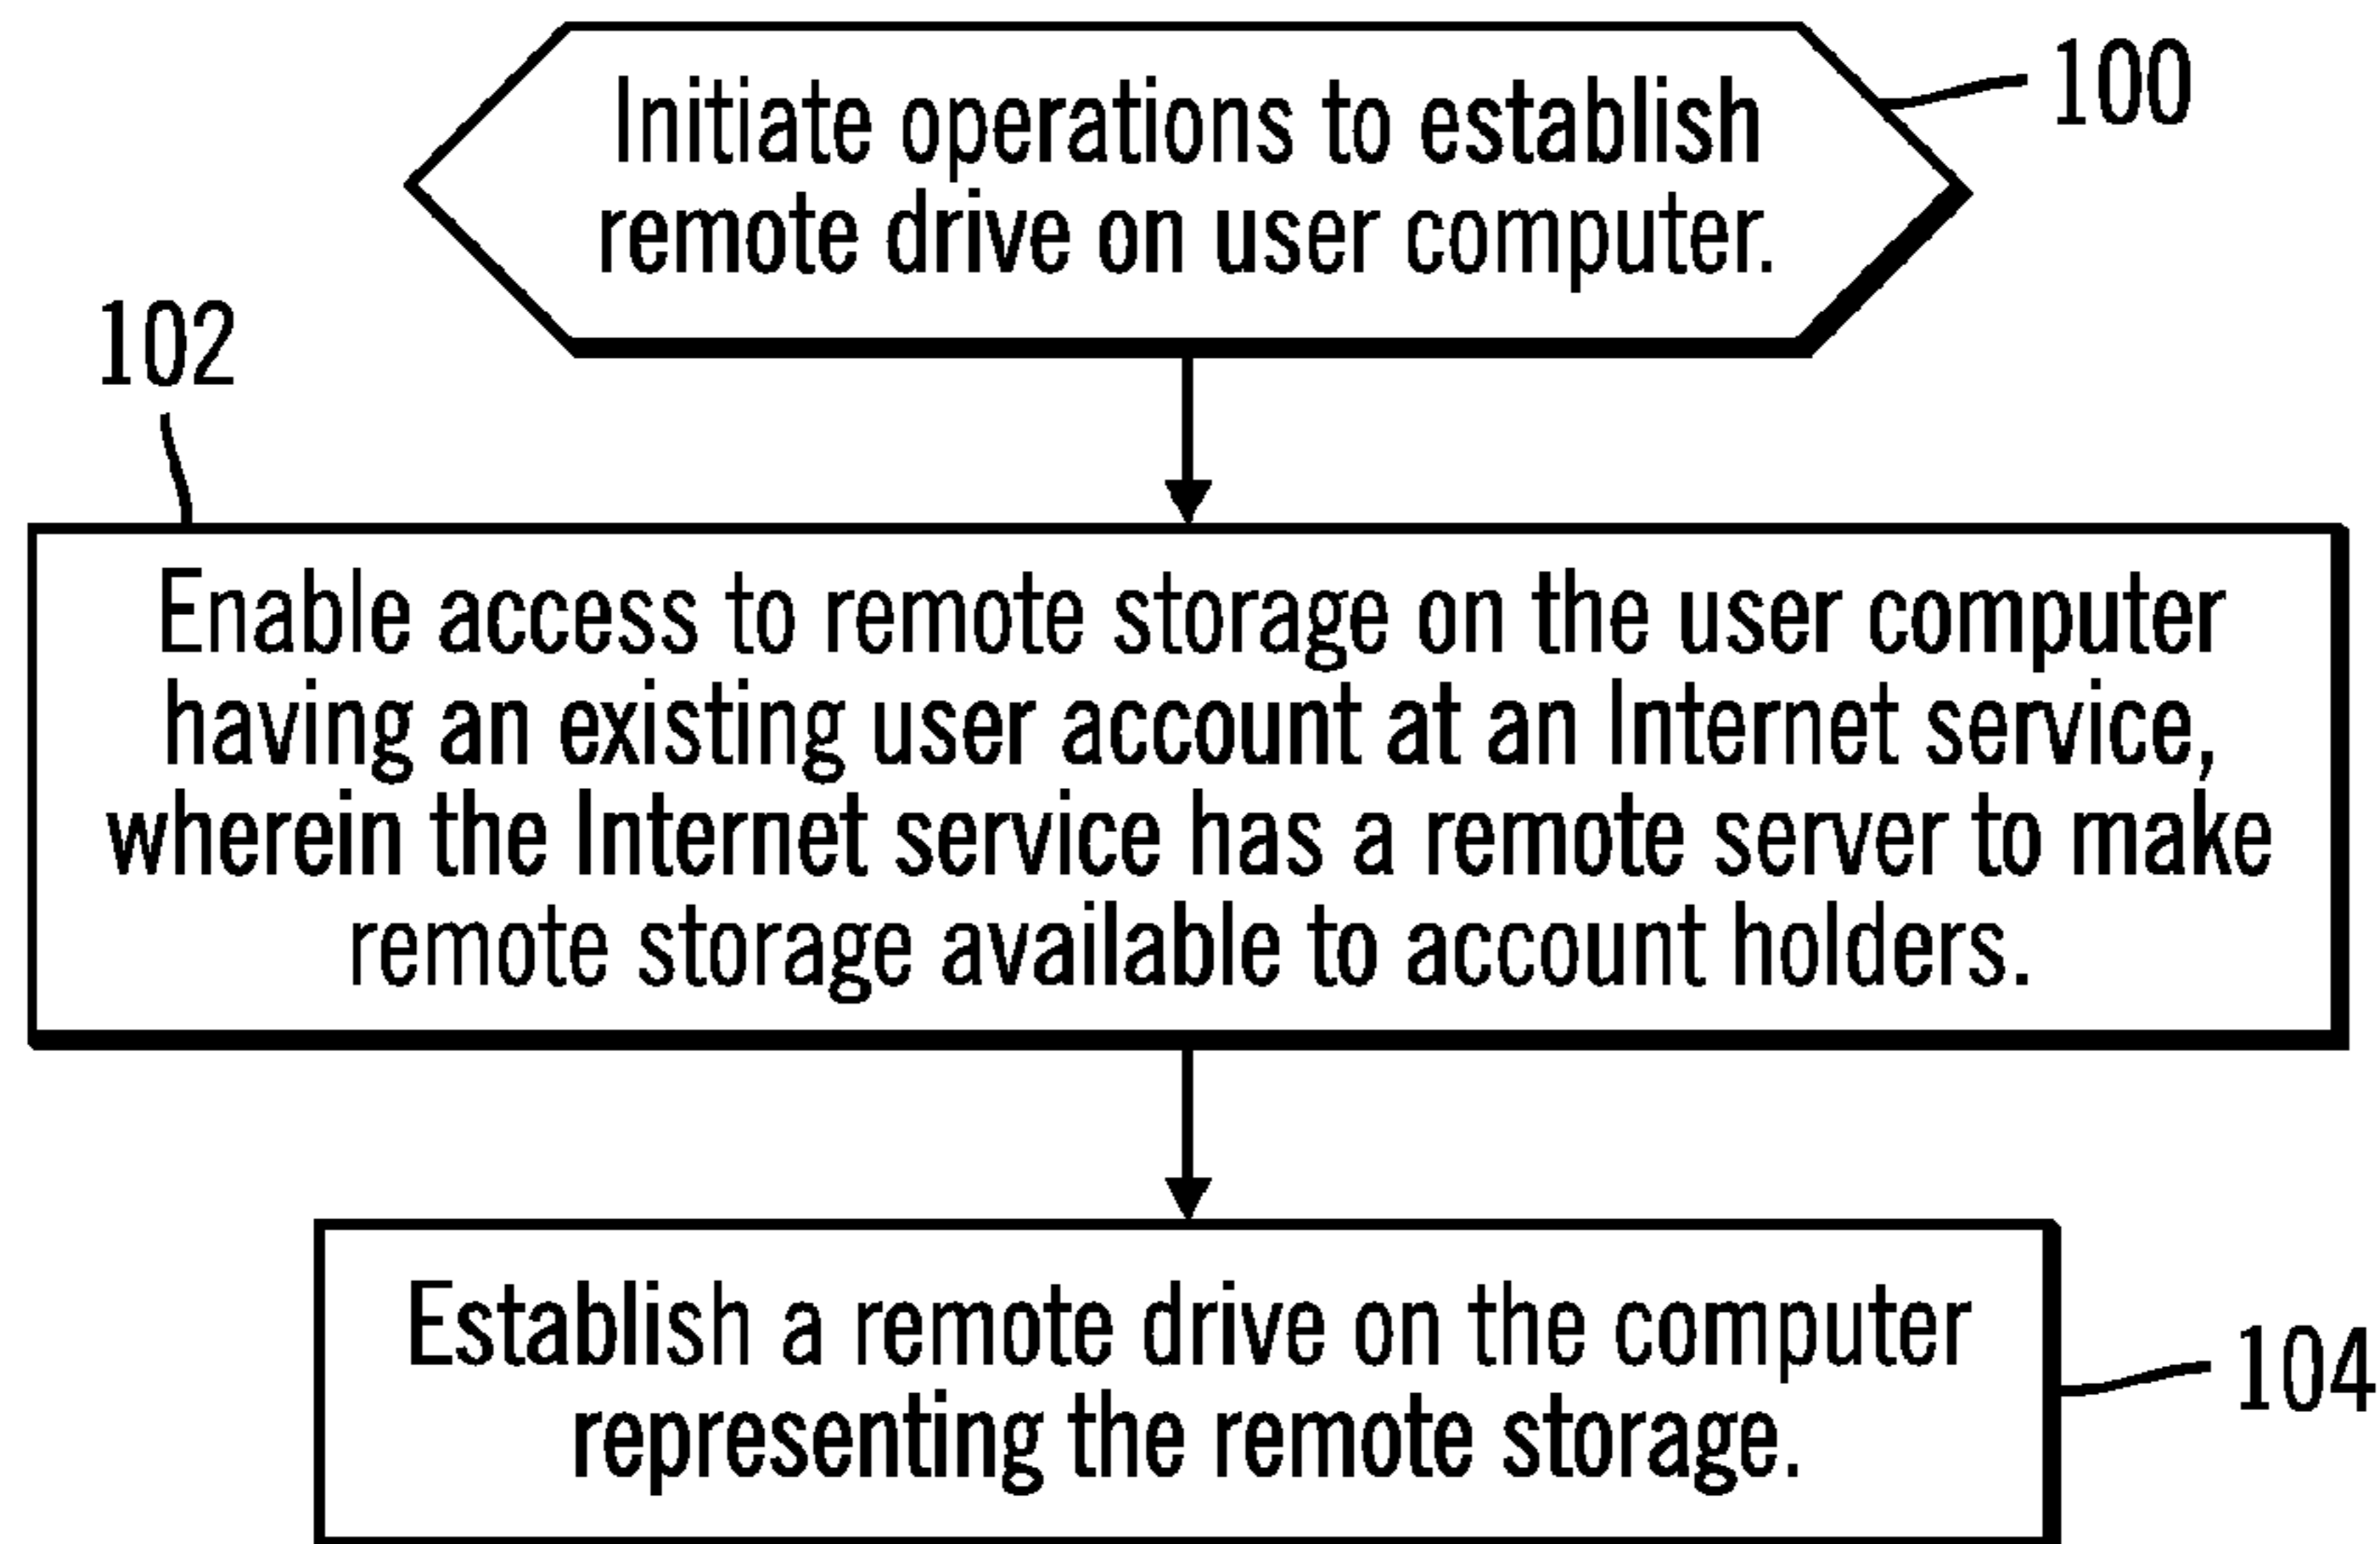 Initiate operations to establish
remote drive on user computer.
100
102
Enable access to remote storage on the user computer
having an existing user account at an Internet service,
wherein the Internet service has a remote server to make
remote storage available to account holders.
Establish a remote drive on the computer
representing the remote storage.
104